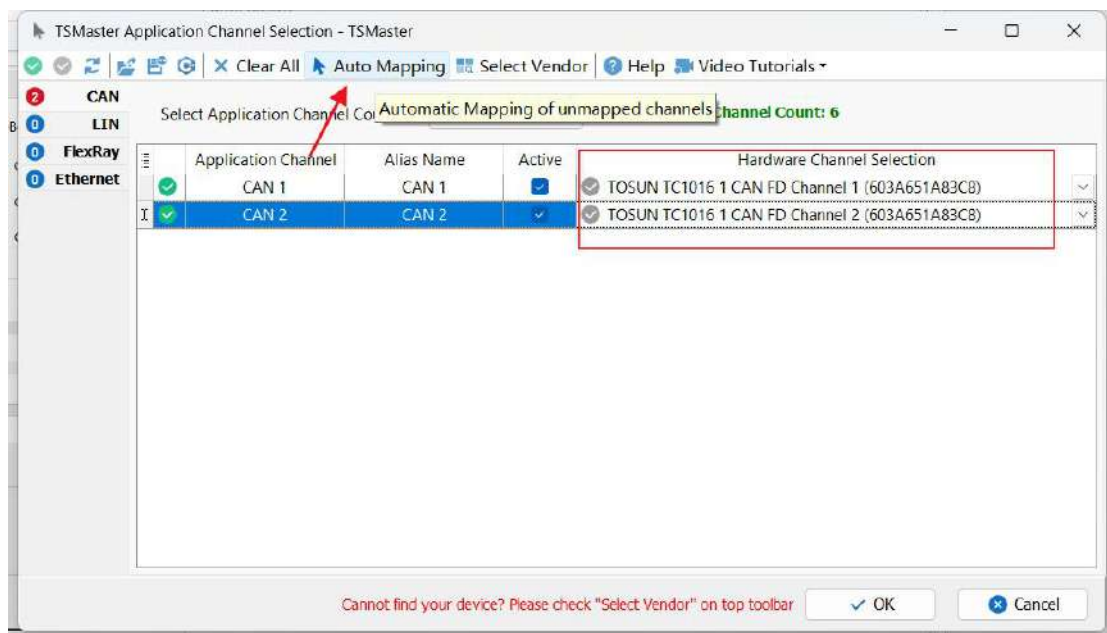 TSMaster Application Channel Selection - TSMaster
Clear All Auto Mapping Select Vendor Help Video Tutorials
2 CAN
0 LIN
0 FlexRay
0 Ethernet
Select Application Channel Co
Automatic Mapping of unmapped channels
Channel Count: 6
Application Channel Alias Name Active Hardware Channel Selection
CAN 1 CAN 1 TOSUN TC1016 1 CAN FD Channel 1 (603A651A83C8)
CAN 2 CAN 2 TOSUN TC1016 1 CAN FD Channel 2 (603A651A83C8)
Cannot find your device? Please check "Select Vendor" on top toolbar OK Cancel